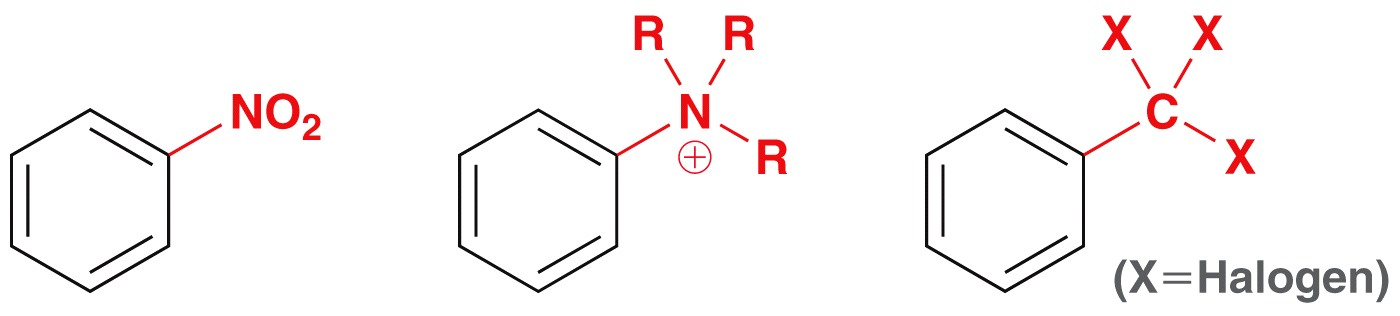 NO₂
R R
N
⊕
R
X X
C
X
(X=Halogen)